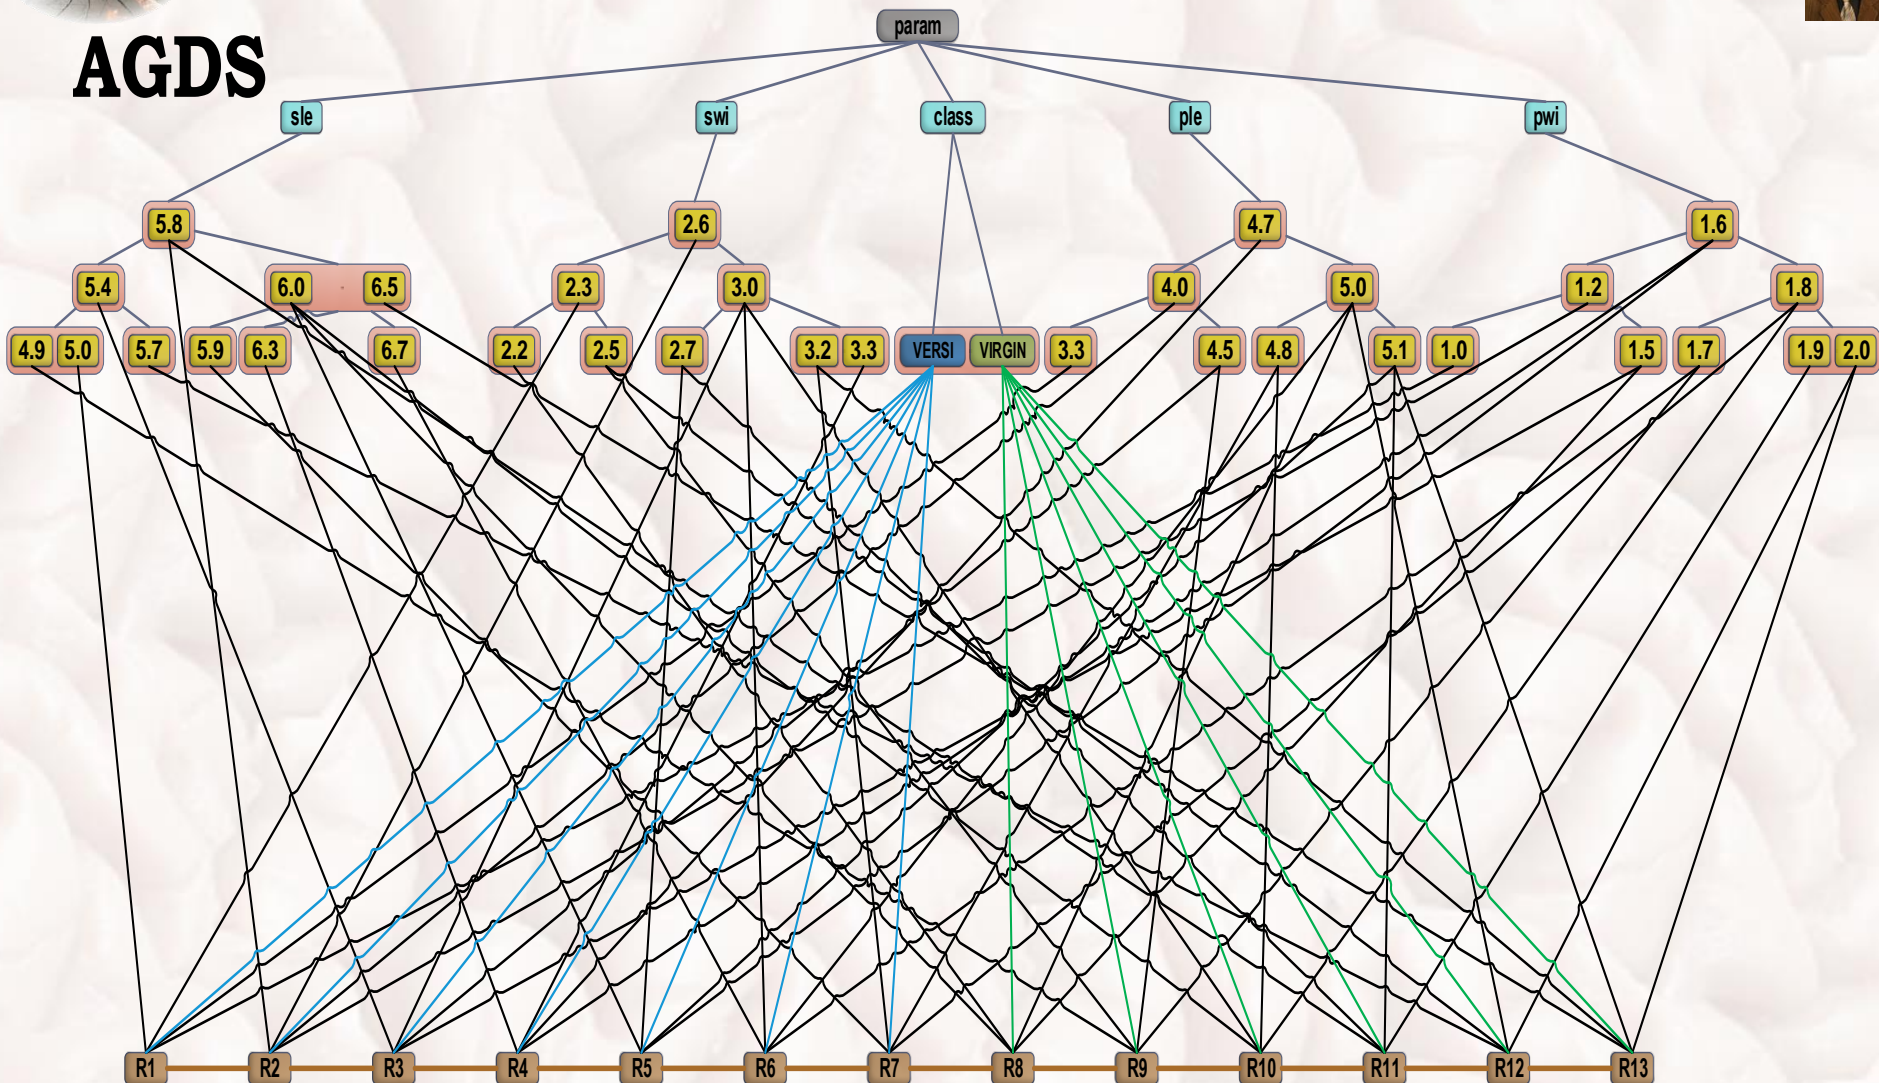 param
AGDS
sle swi class ple pwi
5.8 2.6 4.7 1.6
5.4 6.0 6.5 2.3 3.0 4.0 5.0 1.2 1.8
4.9 5.0 5.7 5.9 6.3 6.7 2.2 2.5 2.7 3.2 3.3 VERSI VIRGIN 3.3 4.5 4.8 5.1 1.0 1.5 1.7 1.9 2.0
R1 R2 R3 R4 R5 R6 R7 R8 R9 R10 R11 R12 R13